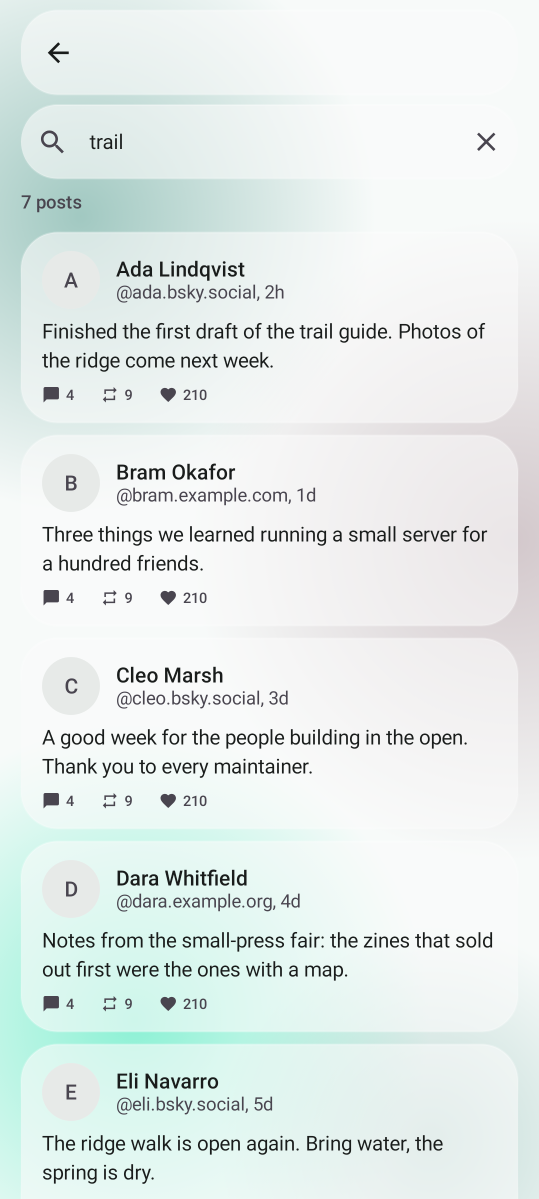 trail
7 posts
A
Ada Lindqvist
@ada.bsky.social, 2h
Finished the first draft of the trail guide. Photos of
the ridge come next week.
4 9 210
B
Bram Okafor
@bram.example.com, 1d
Three things we learned running a small server for
a hundred friends.
4 9 210
C
Cleo Marsh
@cleo.bsky.social, 3d
A good week for the people building in the open.
Thank you to every maintainer.
4 9 210
D
Dara Whitfield
@dara.example.org, 4d
Notes from the small-press fair: the zines that sold
out first were the ones with a map.
4 9 210
E
Eli Navarro
@eli.bsky.social, 5d
The ridge walk is open again. Bring water, the
spring is dry.